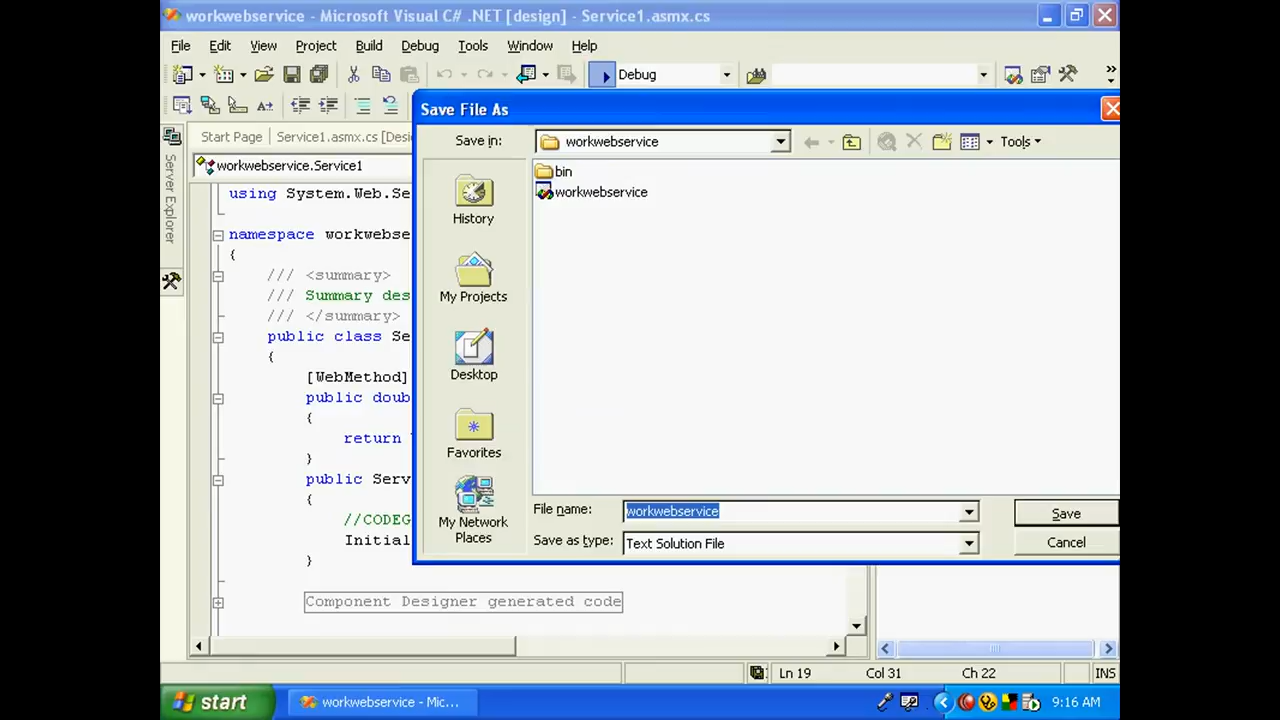 workwebservice - Microsoft Visual C# .NET [design] - Service1.asmx.cs
File Edit View Project Build Debug Tools Window Help
Debug
Save File As
Start Page Service1.asmx.cs [Desi
Save in: workwebservice Tools
workwebservice.Service1
Server Explorer
bin
workwebservice
History
My Projects
Desktop
Favorites
My Network Places
using System.Web.Se
namespace workwebse
{
/// <summary>
/// Summary des
/// </summary>
public class Se
{
[WebMethod]
public doub
{
return
}
public Serv
{
//CODEG
Initial
}
Component Designer generated code
File name: workwebservice Save
Save as type: Text Solution File Cancel
Ln 19 Col 31 Ch 22 INS
start workwebservice - Mic... 9:16 AM